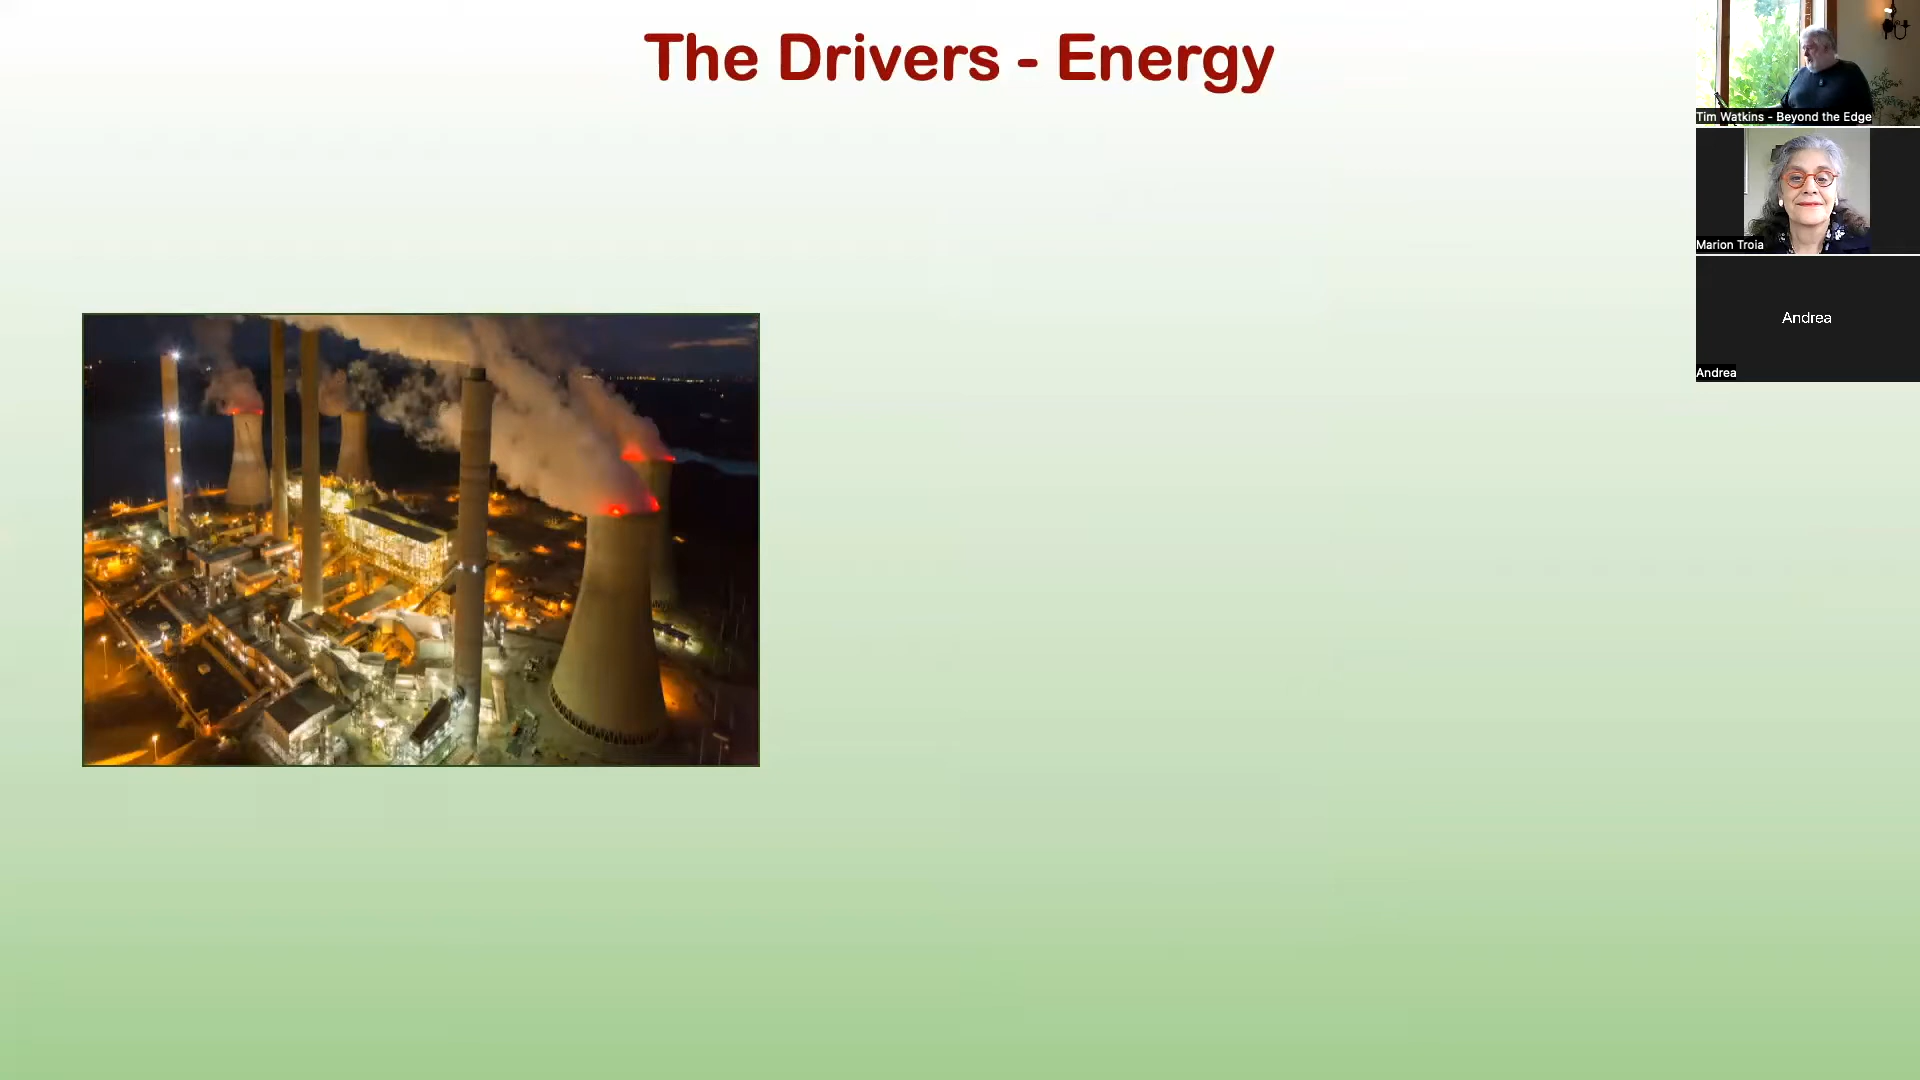 The Drivers - Energy
Tim Watkins - Beyond the Edge
Marion Troia
Andrea
Andrea